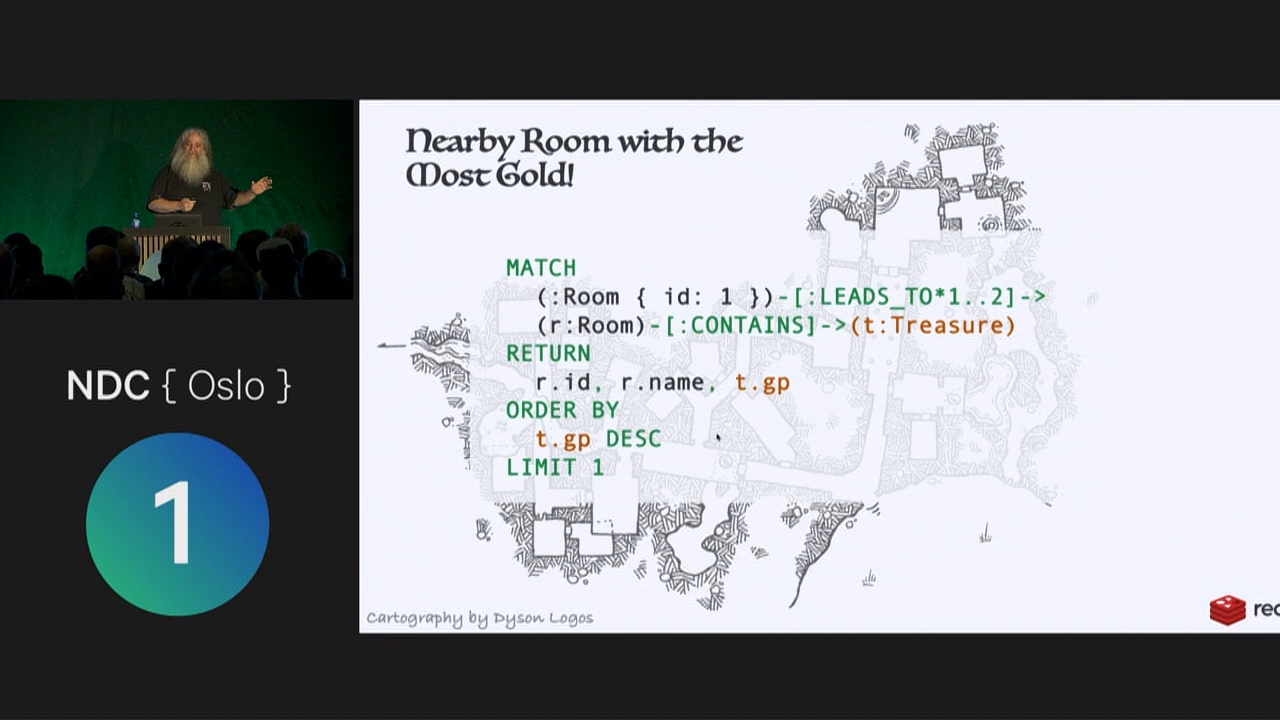 Nearby Room with the
Most Gold!
MATCH
(:Room { id: 1 })-[:LEADS_TO*1..2]->
(r:Room)-[:CONTAINS]->(t:Treasure)
RETURN
r.id, r.name, t.gp
ORDER BY
t.gp DESC
LIMIT 1
NDC { Oslo }
1
Cartography by Dyson Logos
red